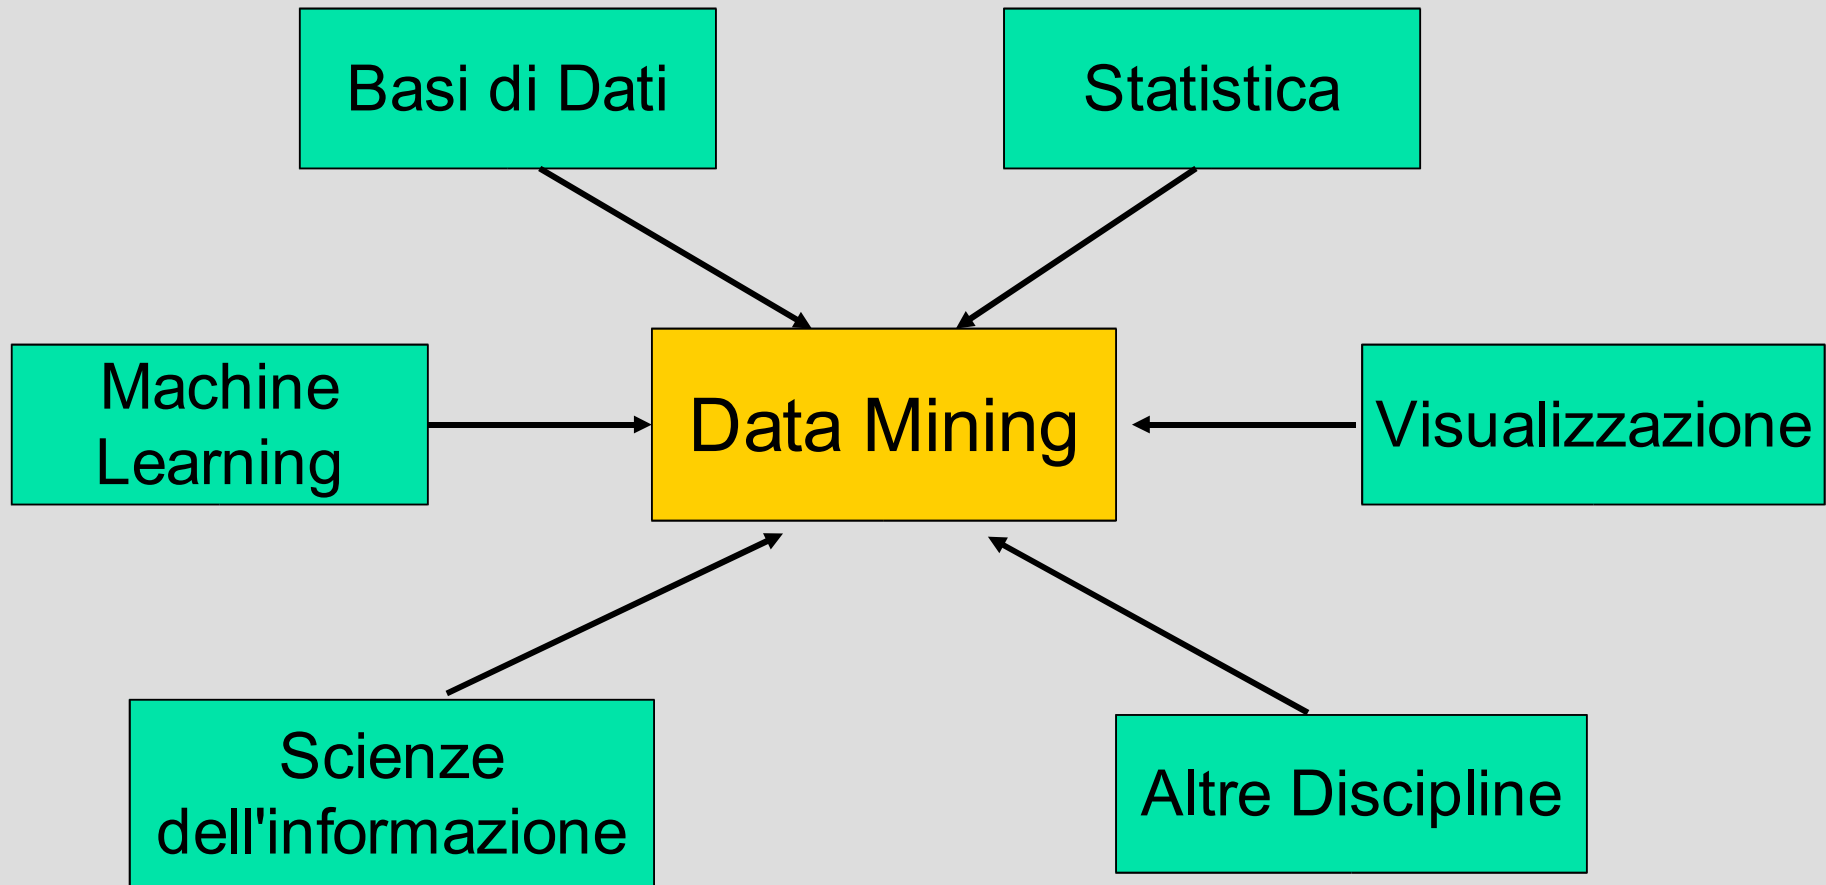 Basi di Dati
Statistica
Machine
Learning
Data Mining
Visualizzazione
Scienze
dell'informazione
Altre Discipline